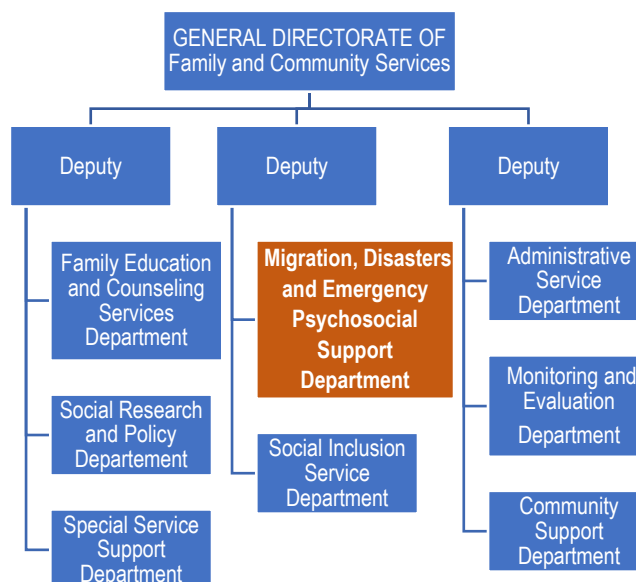 GENERAL DIRECTORATE OF
Family and Community Services
Deputy
Deputy
Deputy
Family Education
and Counseling
Services
Department
Social Research
and Policy
Departement
Special Service
Support
Department
Migration, Disasters
and Emergency
Psychosocial
Support
Department
Social Inclusion
Service
Department
Administrative
Service
Department
Monitoring and
Evaluation
Department
Community
Support
Department